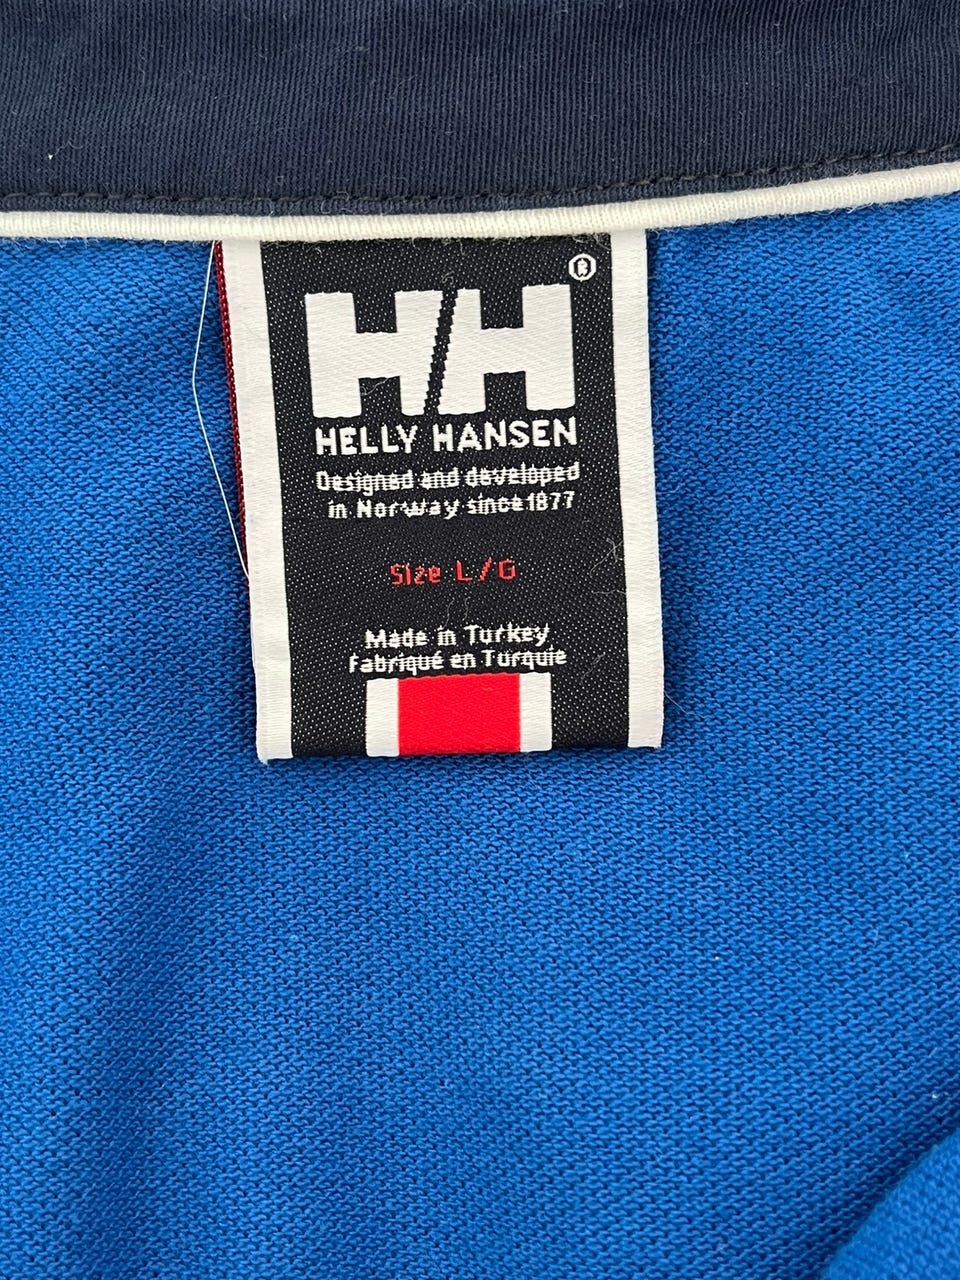 HH®
HELLY HANSEN
Designed and developed
in Norway since 1877
Size L/G
Made in Turkey
Fabriqué en Turquie